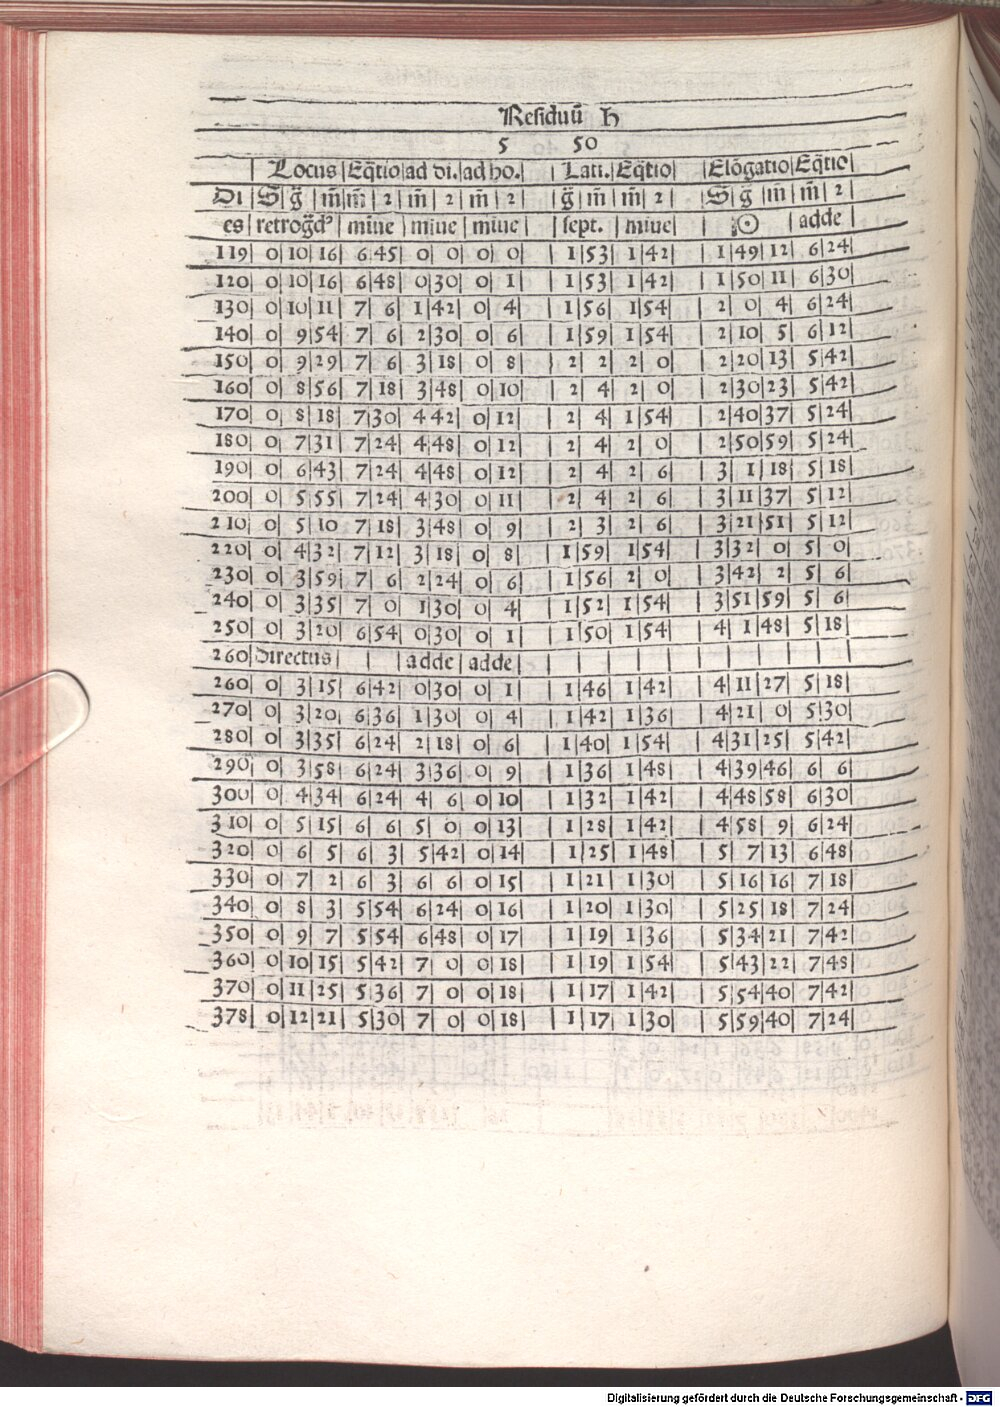 Residuū ♄
5 50
| Locus | Eq̄tio | ad di. | ad ho. | | Lati. | Eq̄tio | | Elōgatio | Eq̄tio
Di | S̄ | ḡ | m̄ | m̄ | 2 | m̄ | 2 | m̄ | 2 | | ḡ | m̄ | m̄ | 2 | | S̄ | ḡ | m̄ | m̄ | 2
es | retrog̃dꝰ | miṅue | miṅue | miṅue | | sept. | miṅue | | ☉ | adde |
119| 0| 10| 16| 6 45| 0| 0| 0| 0| | 1|53| 1|42| | 1|49|12| 6|24|
120| 0| 10| 16| 6|48| 0|30| 0| 1| | 1|53| 1|42| | 1|50| 11| 6|30|
130| 0| 10| 11| 7| 6| 1|42| 0| 4| | 1|56| 1|54| | 2| 0| 4| 6|24|
140| 0| 9|54| 7| 6| 2|30| 0| 6| | 1|59| 1|54| | 2|10| 5| 6|12|
150| 0| 9|29| 7| 6| 3|18| 0| 8| | 2| 2| 2| 0| | 2|20|13| 5|42|
160| 0| 8|56| 7|18| 3|48| 0|10| | 2| 4| 2| 0| | 2|30|23| 5|42|
170| 0| 8|18| 7|30| 4 42| 0|12| | 2| 4| 1|54| | 2|40|37| 5|24|
180| 0| 7|31| 7|24| 4|48| 0|12| | 2| 4| 2| 0| | 2|50|59| 5|24|
190| 0| 6|43| 7|24| 4|48| 0|12| | 2| 4| 2| 6| | 3| 1|18| 5|18|
200| 0| 5|55| 7|24| 4|30| 0|11| | 2| 4| 2| 6| | 3|11|37| 5|12|
210| 0| 5|10| 7|18| 3|48| 0| 9| | 2| 3| 2| 6| | 3|21|51| 5|12|
220| 0| 4|32| 7|12| 3|18| 0| 8| | 1|59| 1|54| | 3|32| 0| 5| 0|
230| 0| 3|59| 7| 6| 2|24| 0| 6| | 1|56| 2| 0| | 3|42| 2| 5| 6|
240| 0| 3|35| 7| 0| 1|30| 0| 4| | 1|52| 1|54| | 3|51|59| 5| 6|
250| 0| 3|20| 6|54| 0|30| 0| 1| | 1|50| 1|54| | 4| 1|48| 5|18|
260| Directus| | | adde | adde | | | | | | | | | | |
260| 0| 3|15| 6|42| 0|30| 0| 1| | 1|46| 1|42| | 4|11|27| 5|18|
270| 0| 3|20| 6|36| 1|30| 0| 4| | 1|42| 1|36| | 4|21| 0| 5|30|
280| 0| 3|35| 6|24| 2|18| 0| 6| | 1|40| 1|54| | 4|31|25| 5|42|
290| 0| 3|58| 6|24| 3|36| 0| 9| | 1|36| 1|48| | 4|39|46| 6| 6|
300| 0| 4|34| 6|24| 4| 6| 0|10| | 1|32| 1|42| | 4|48|58| 6|30|
310| 0| 5|15| 6| 6| 5| 0| 0|13| | 1|28| 1|42| | 4|58| 9| 6|24|
320| 0| 6| 5| 6| 3| 5|42| 0|14| | 1|25| 1|48| | 5| 7|13| 6|48|
330| 0| 7| 2| 6| 3| 6| 6| 0|15| | 1|21| 1|30| | 5|16|16| 7|18|
340| 0| 8| 3| 5|54| 6|24| 0|16| | 1|20| 1|30| | 5|25|18| 7|24|
350| 0| 9| 7| 5|54| 6|48| 0|17| | 1|19| 1|36| | 5|34|21| 7|42|
360| 0|10|15| 5|42| 7| 0| 0|18| | 1|19| 1|54| | 5|43|22| 7|48|
370| 0|11|25| 5|36| 7| 0| 0|18| | 1|17| 1|42| | 5|54|40| 7|42|
378| 0|12|21| 5|30| 7| 0| 0|18| | 1|17| 1|30| | 5|59|40| 7|24|
Digitalisierung gefördert durch die Deutsche Forschungsgemeinschaft - DFG